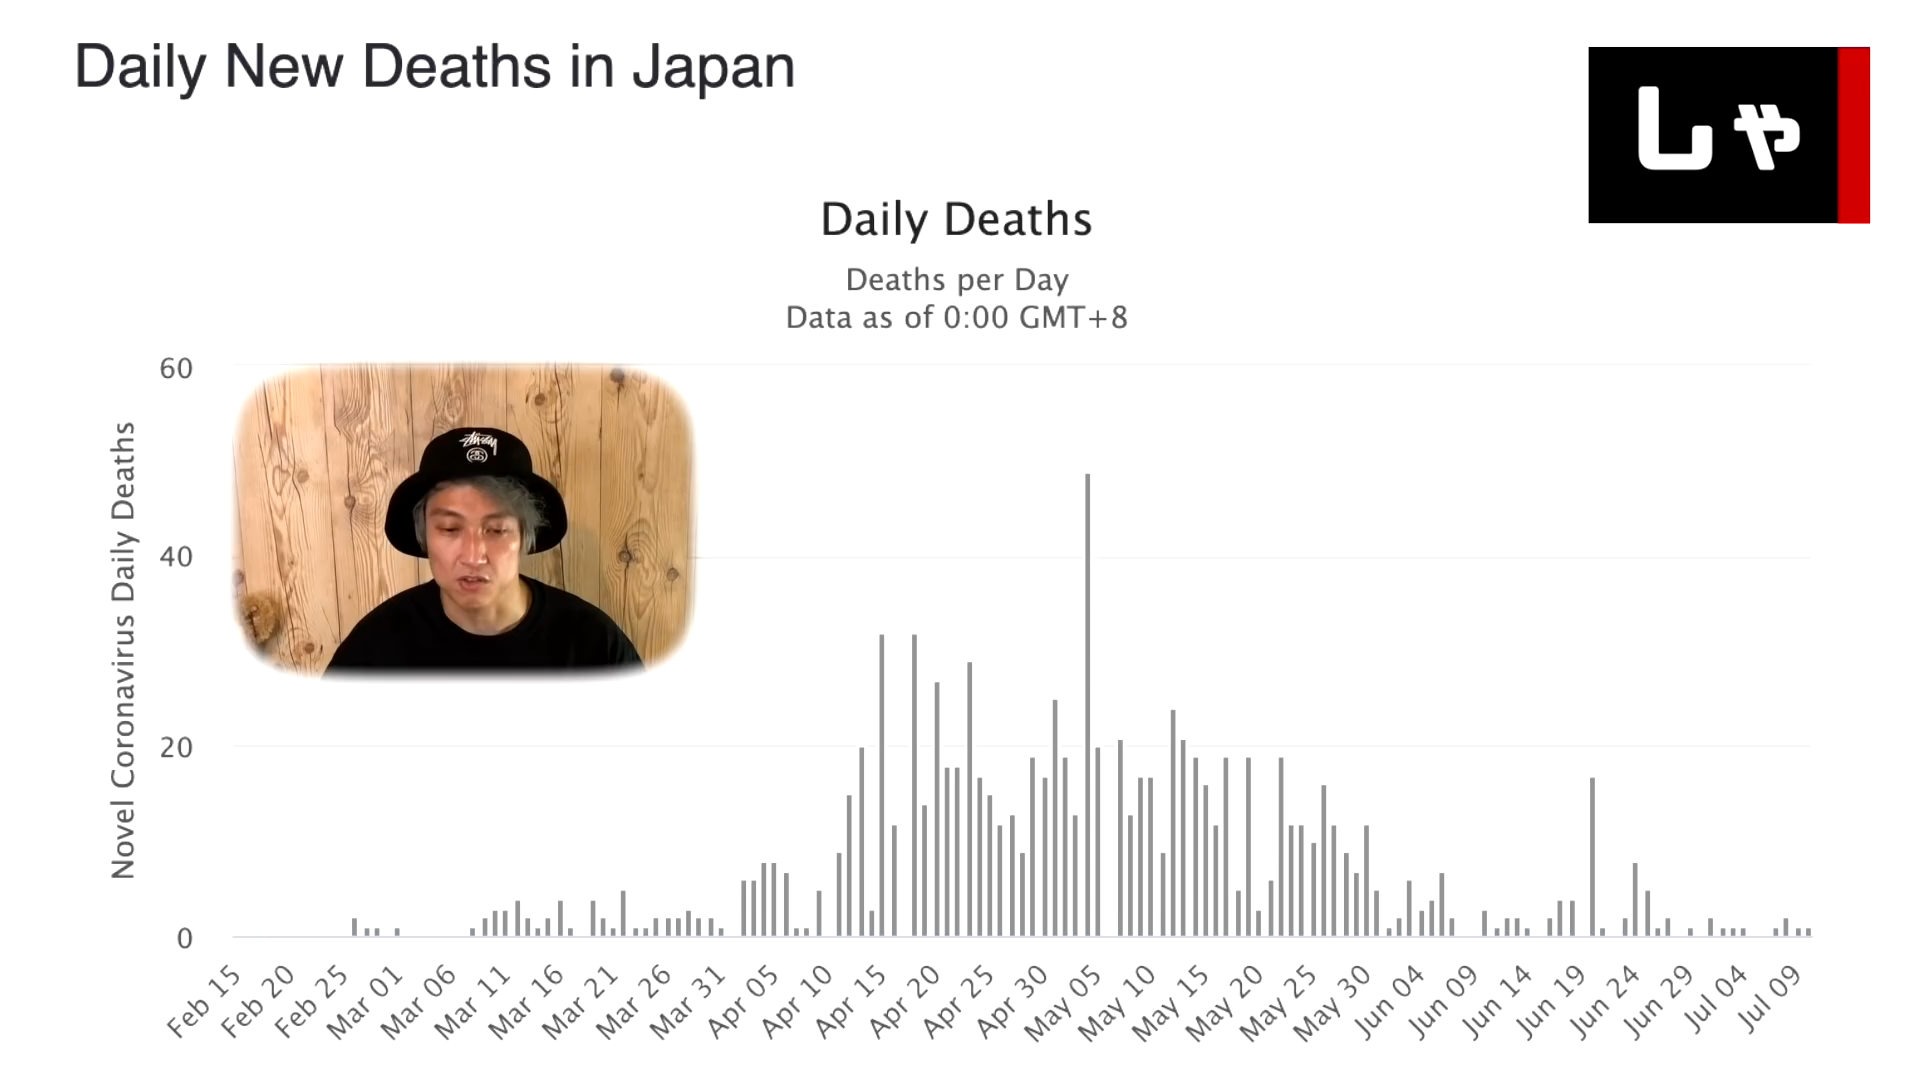 Daily New Deaths in Japan
しゃ
Daily Deaths
Deaths per Day
Data as of 0:00 GMT+8
Novel Coronavirus Daily Deaths
60
40
20
0
STÜSSY
Feb 15
Feb 20
Feb 25
Mar 01
Mar 06
Mar 11
Mar 16
Mar 21
Mar 26
Mar 31
Apr 05
Apr 10
Apr 15
Apr 20
Apr 25
Apr 30
May 05
May 10
May 15
May 20
May 25
May 30
Jun 04
Jun 09
Jun 14
Jun 19
Jun 24
Jun 29
Jul 04
Jul 09